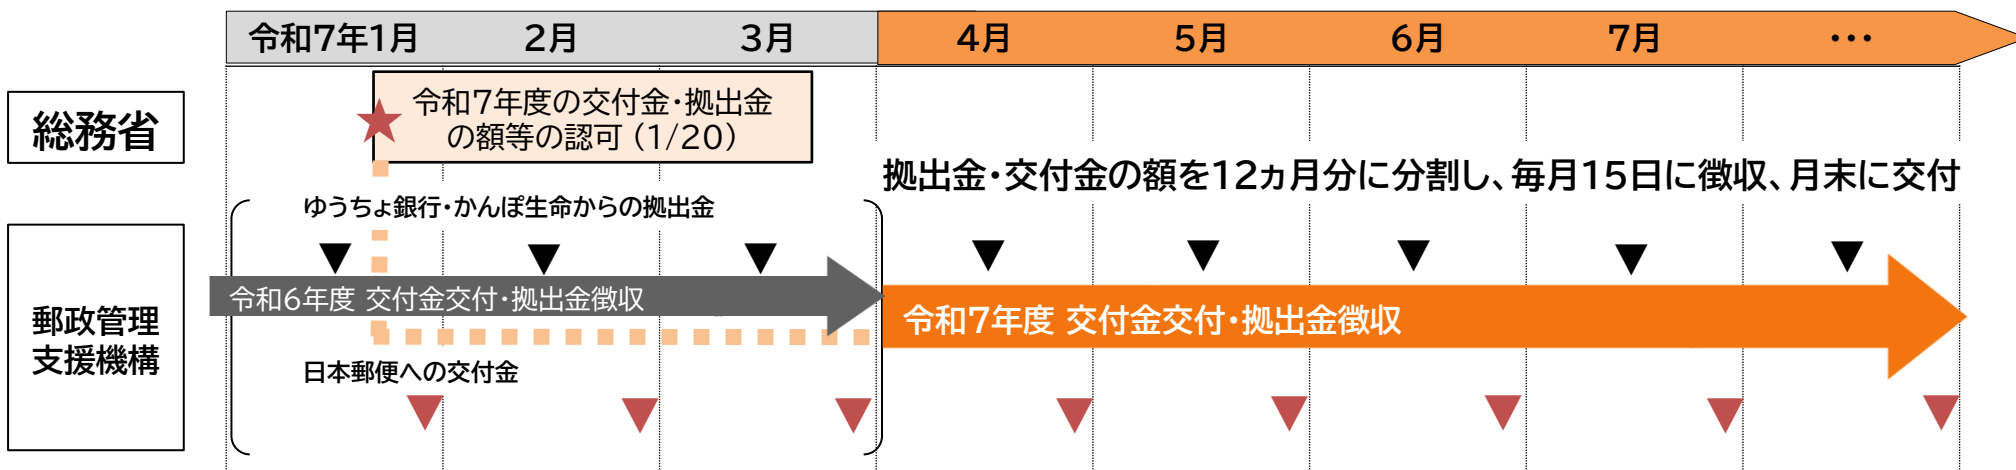 令和7年1月
2月
3月
4月
5月
6月
7月
･･･
総務省
令和7年度の交付金･拠出金
の額等の認可（1/20）
拠出金･交付金の額を12ヵ月分に分割し、毎月15日に徴収、月末に交付
郵政管理
支援機構
ゆうちょ銀行･かんぽ生命からの拠出金
令和6年度 交付金交付･拠出金徴収
令和7年度 交付金交付･拠出金徴収
日本郵便への交付金